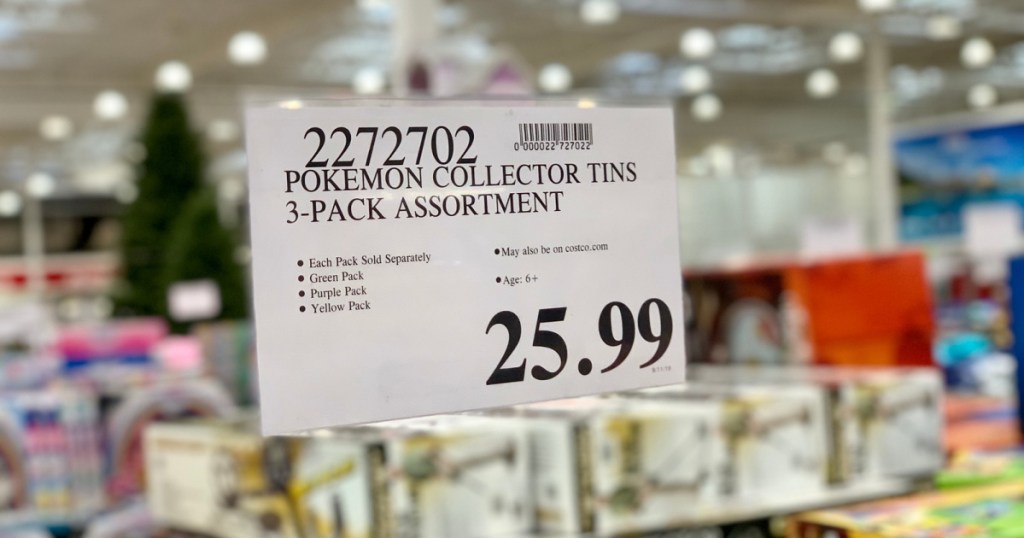 2272702
0 000022 727022
POKEMON COLLECTOR TINS
3-PACK ASSORTMENT
● Each Pack Sold Separately
● Green Pack
● Purple Pack
● Yellow Pack
●May also be on costco.com
●Age: 6+
25.99